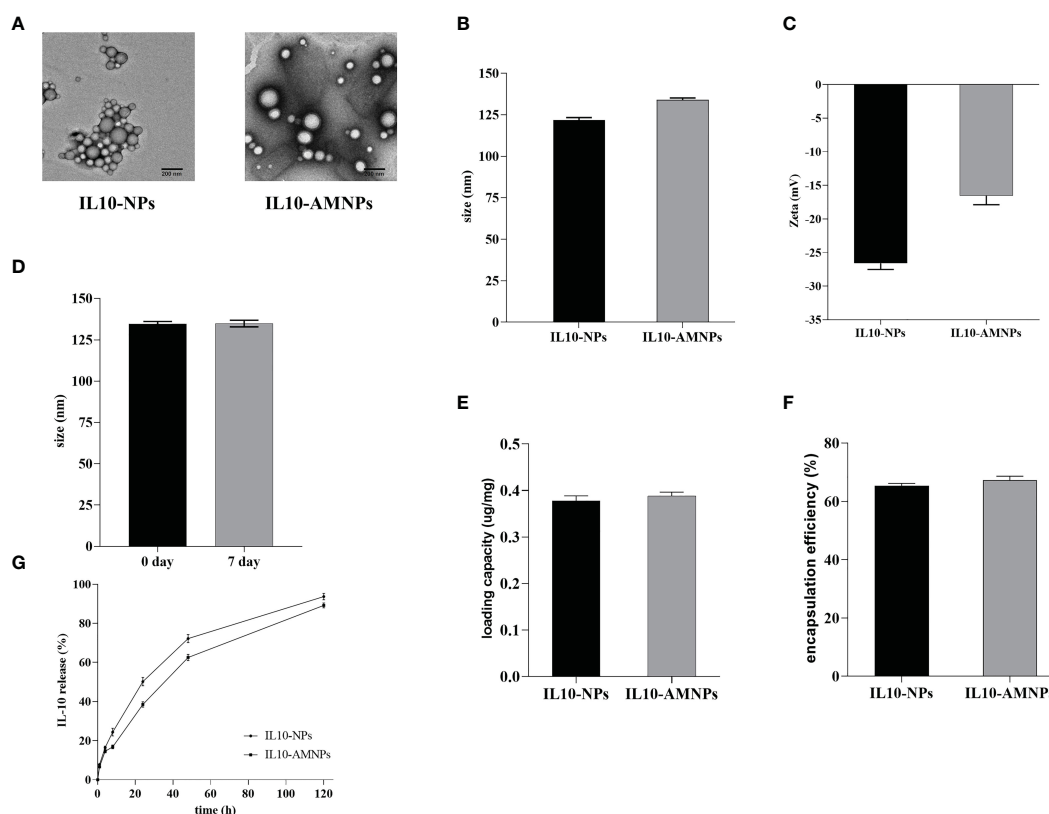 A
200 nm
IL10-NPs
200 nm
IL10-AMNPs
B
size (nm)
150
125
100
75
50
25
0
IL10-NPs
IL10-AMNPs
C
Zeta (mV)
0
-5
-10
-15
-20
-25
-30
-35
IL10-NPs
IL10-AMNPs
D
size (nm)
150
125
100
75
50
25
0
0 day
7 day
E
loading capacity (ug/mg)
0.5
0.4
0.3
0.2
0.1
0.0
IL10-NPs
IL10-AMNPs
F
encapsulation efficiency (%)
80
60
40
20
0
IL10-NPs
IL10-AMNPs
G
IL-10 release (%)
100
80
60
40
20
0
0
20
40
60
80
100
120
time (h)
IL10-NPs
IL10-AMNPs